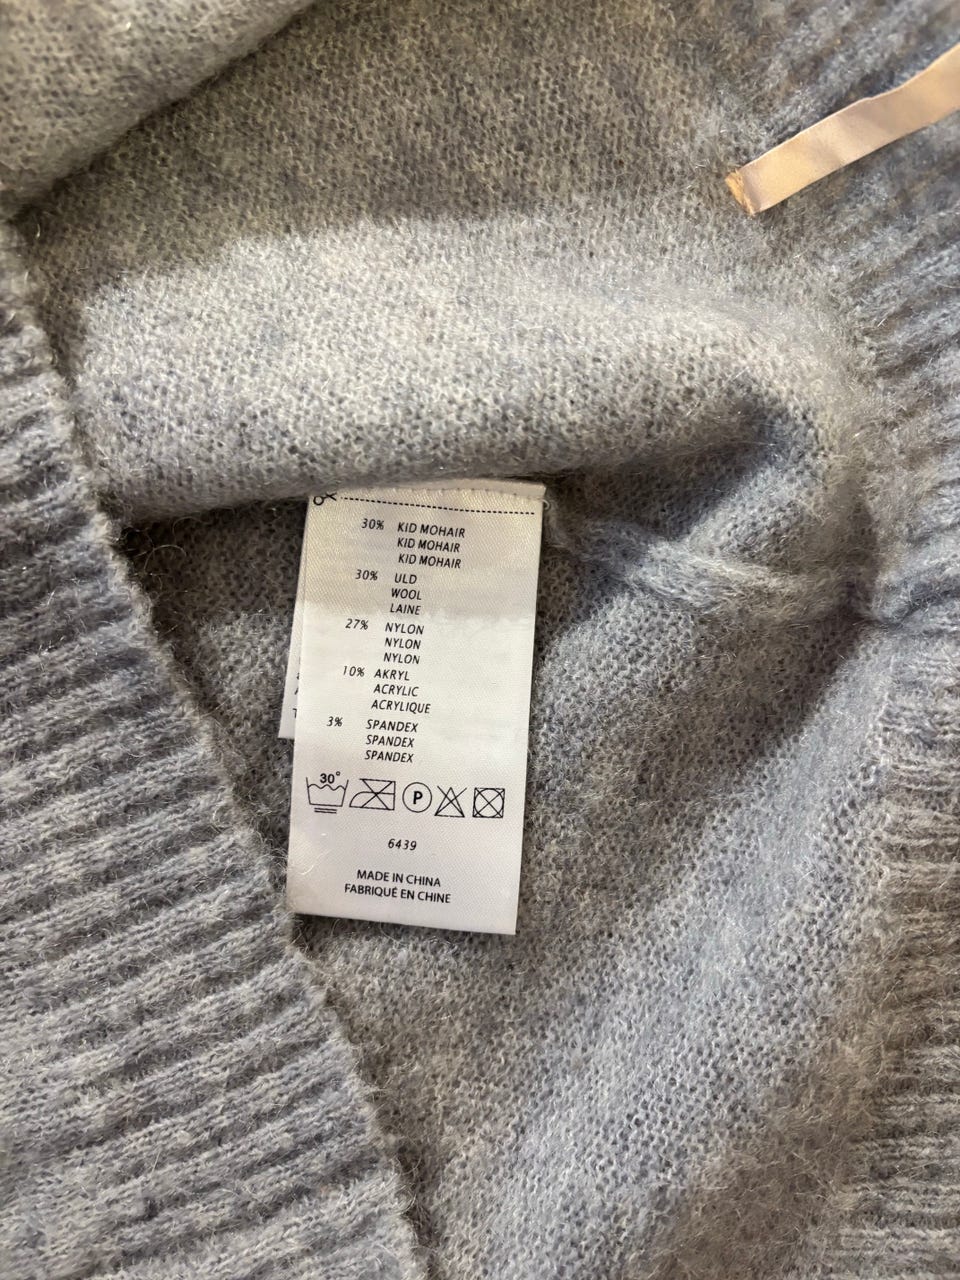 30% KID MOHAIR
KID MOHAIR
KID MOHAIR
30% ULD
WOOL
LAINE
27% NYLON
NYLON
NYLON
10% AKRYL
ACRYLIC
ACRYLIQUE
3% SPANDEX
SPANDEX
SPANDEX
30°
P
6439
MADE IN CHINA
FABRIQUÉ EN CHINE